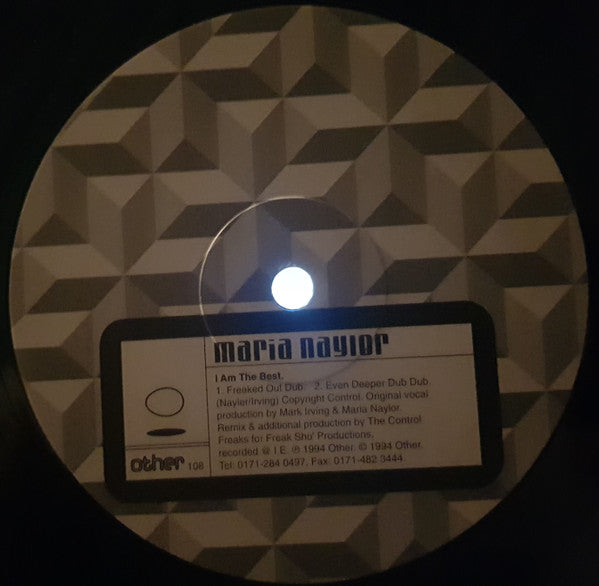 maria naylor
I Am The Best.
1. Freaked Out Dub. 2. Even Deeper Dub Dub.
(Nayler/Irving) Copyright Control. Original vocal
production by Mark Irving & Maria Naylor.
Remix & additional production by The Control
Freaks for Freak Sho' Productions,
recorded @ I E. ℗ 1994 Other. © 1994 Other.
Tel: 0171-284 0497. Fax: 0171-482 3444.
other 108